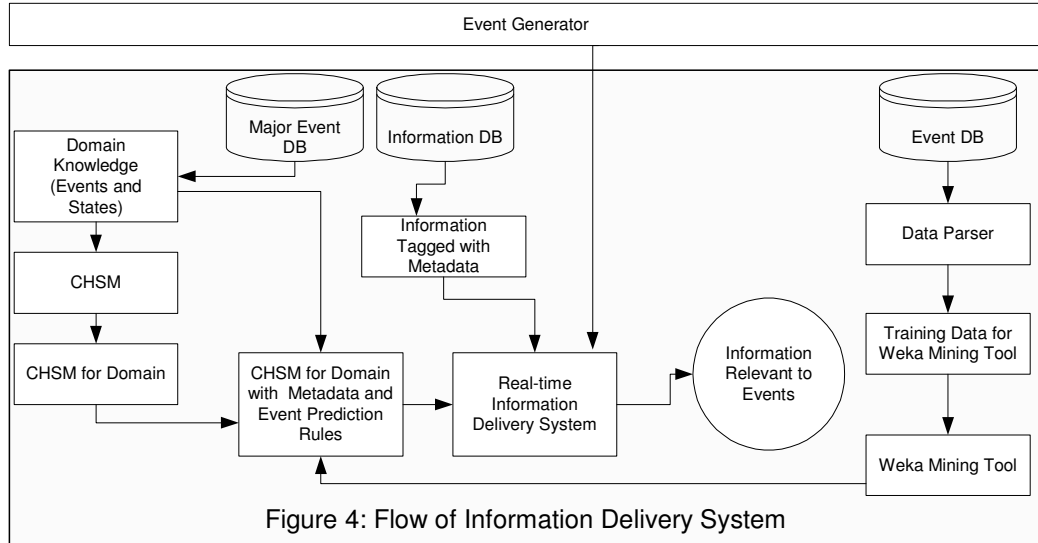 Event Generator
Major Event
DB
Information DB
Event DB
Domain
Knowledge
(Events and
States)
Information
Tagged with
Metadata
Data Parser
CHSM
CHSM for Domain
CHSM for Domain
with Metadata and
Event Prediction
Rules
Real-time
Information
Delivery System
Information
Relevant to
Events
Training Data for
Weka Mining Tool
Weka Mining Tool
Figure 4: Flow of Information Delivery System